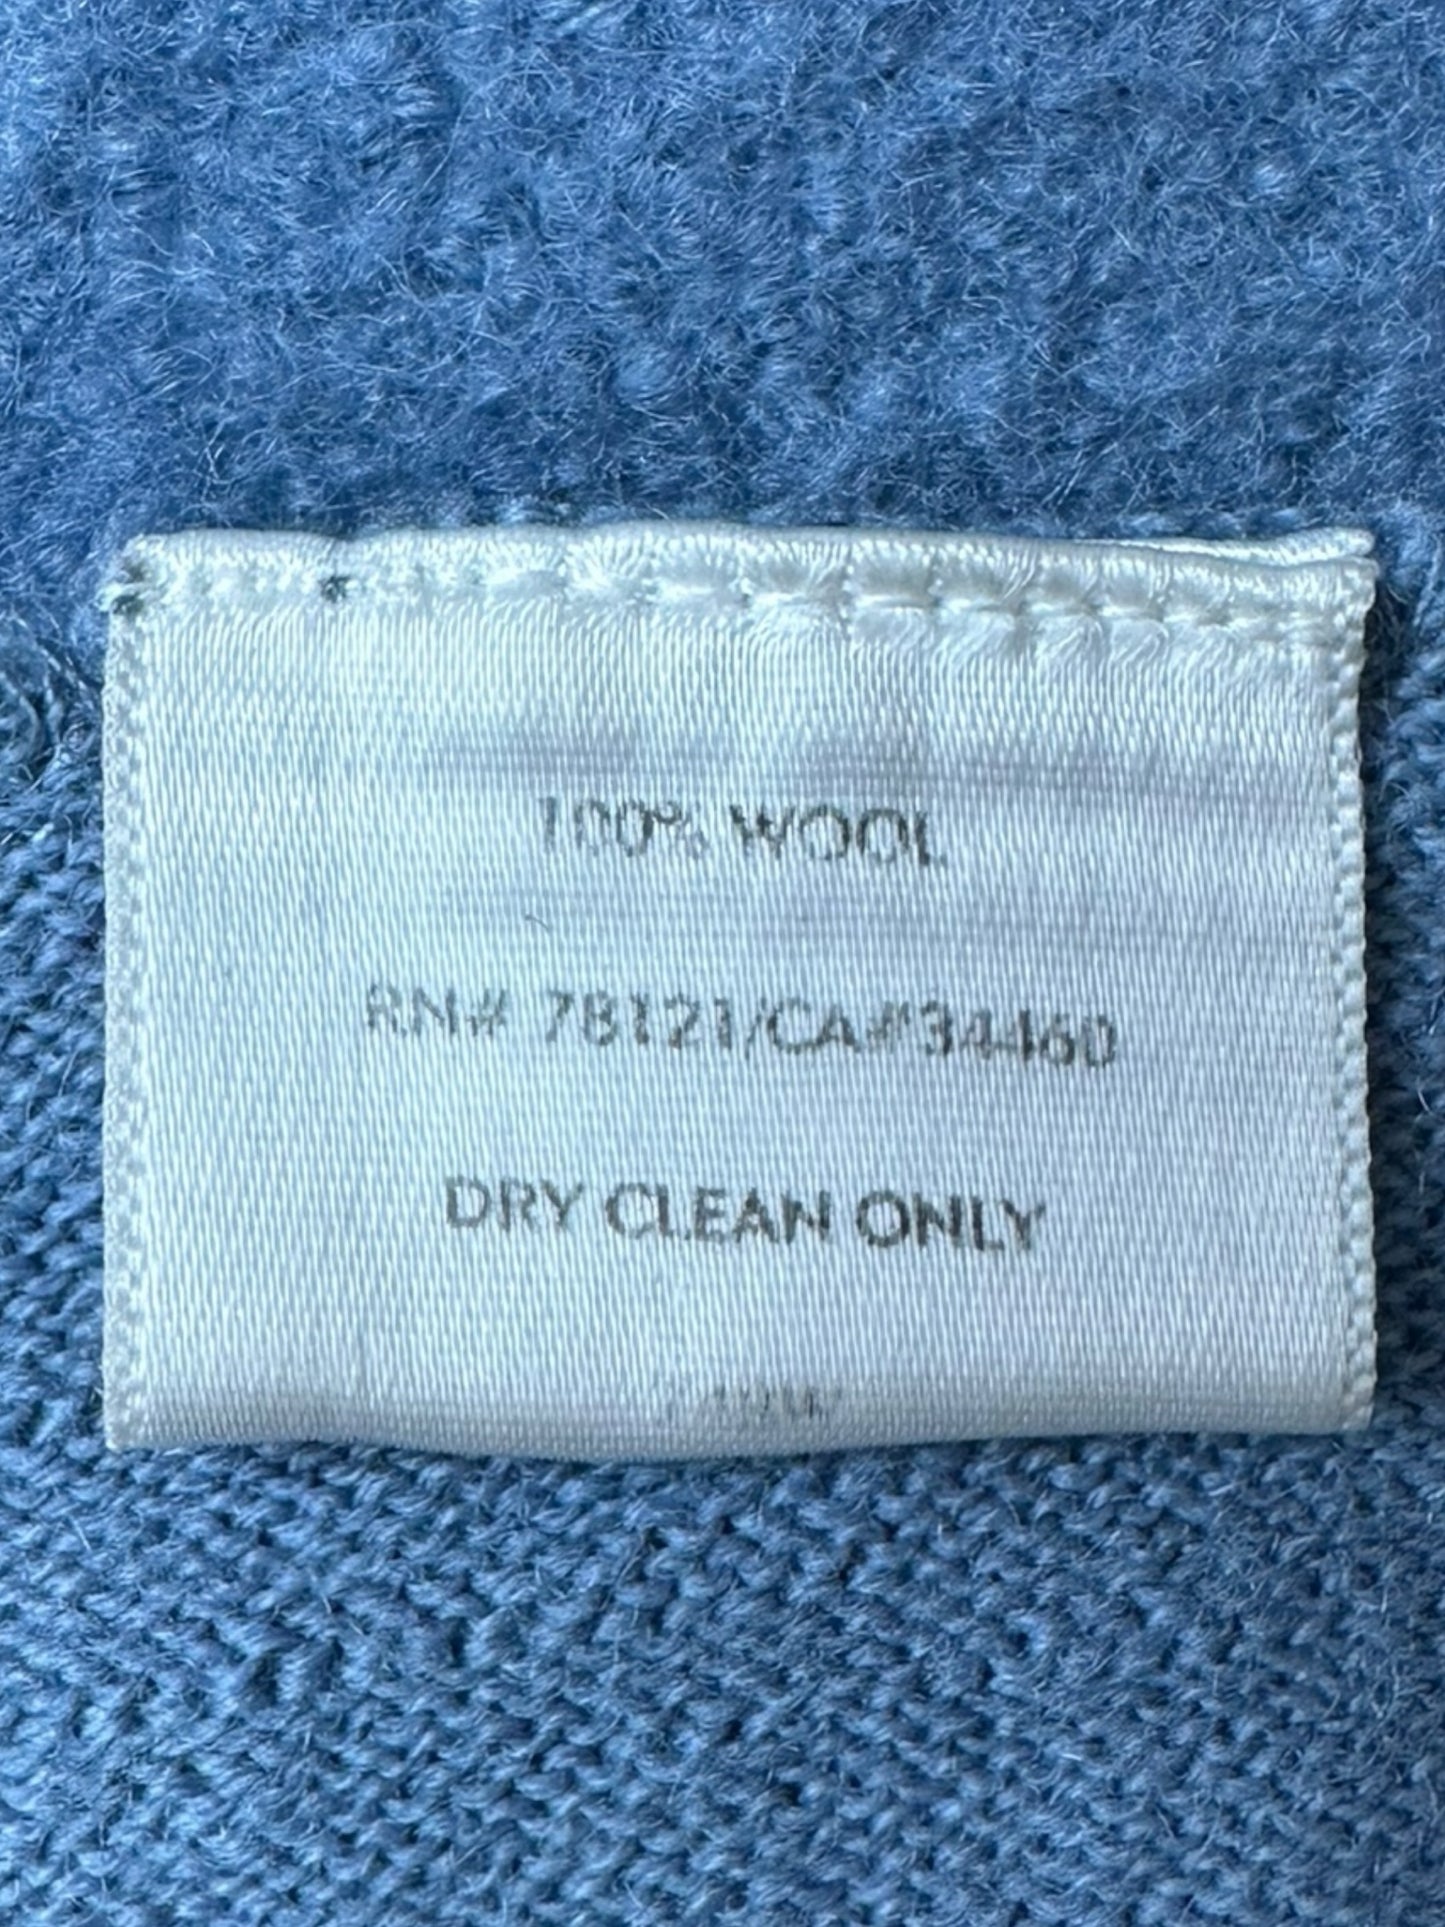 100% WOOL
RN# 78121/CA#34460
DRY CLEAN ONLY